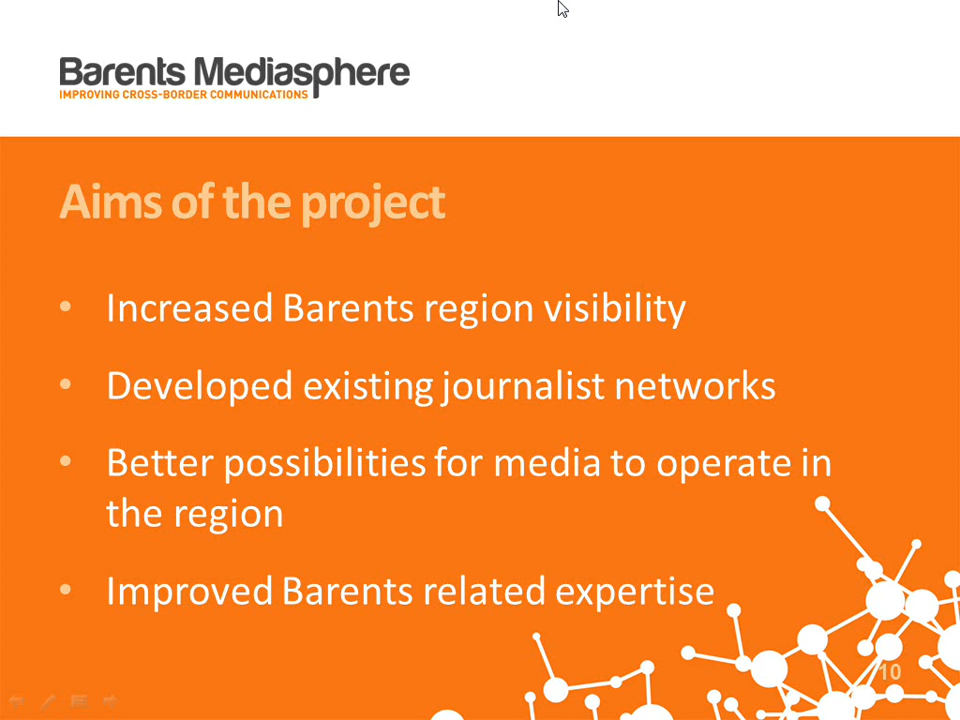 Barents Mediasphere
IMPROVING CROSS-BORDER COMMUNICATIONS
Aims of the project
• Increased Barents region visibility
• Developed existing journalist networks
• Better possibilities for media to operate in
the region
• Improved Barents related expertise
10